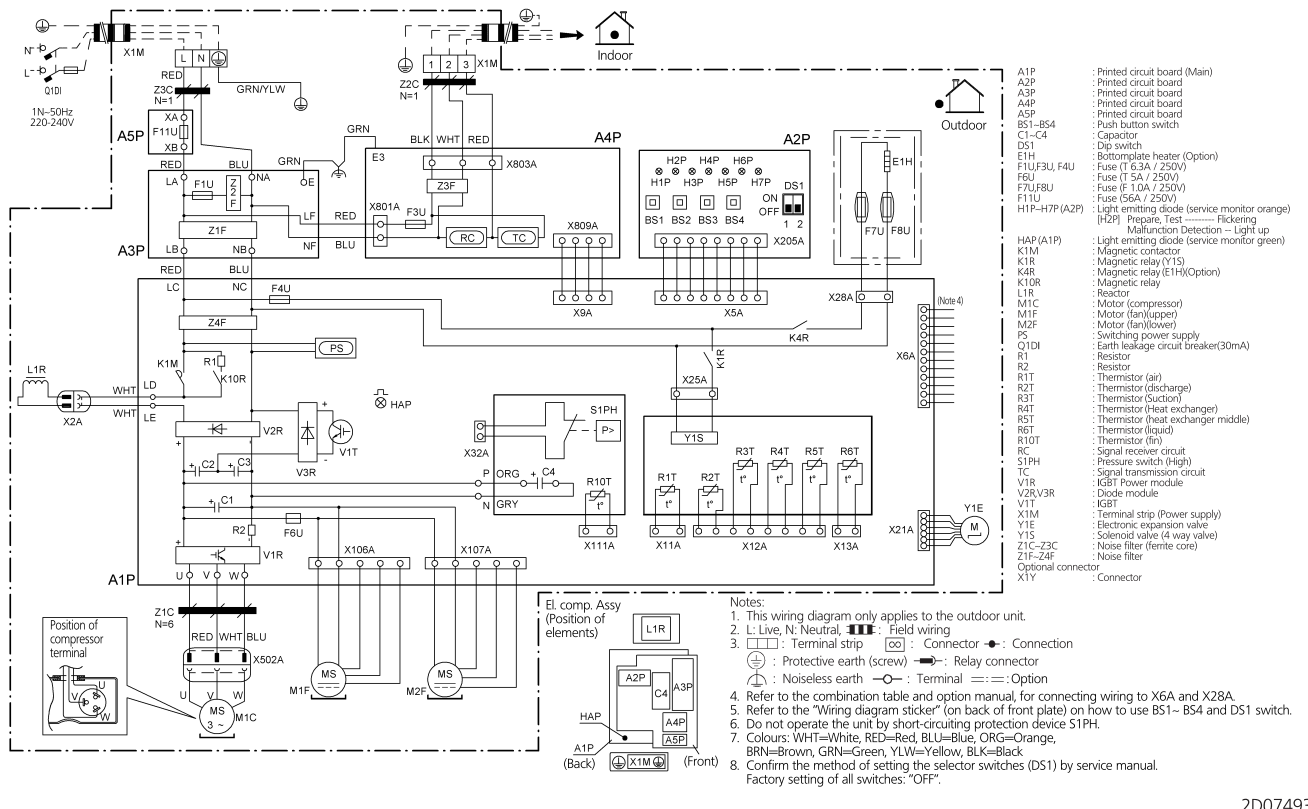 X1M
L N
N
L
Q1DI
1N~50Hz
220-240V
RED
GRN/YLW
Z3C
N=1
1 2 3 X1M
Indoor
Z2C
N=1
Outdoor
XA
F11U
XB
A5P
GRN
BLK WHT RED
A4P
A2P
RED BLU GRN
LA NA E
F1U
Z2F
LF RED
NF BLU
Z1F
A3P LB NB
E3
X803A
Z3F
X801A
F3U
RC TC
X809A
H2P H4P H6P
H1P H3P H5P H7P
DS1
ON
OFF
1 2
BS1 BS2 BS3 BS4
X205A
E1H
F7U F8U
RED BLU
LC NC
F4U
X9A
X5A
X28A
(Note 4)
X6A
Z4F
PS
K4R
K1R
K1M R1
K10R
L1R
X2A
WHT LD
WHT LE
HAP
V2R
+ C2 + C3
V3R
V1T
+ C1
R2
F6U
V1R
S1PH
P>
X32A
P ORG + C4
N GRY
R10T
t°
X111A
X25A
Y1S
R1T R2T R3T R4T R5T R6T
t° t° t° t° t° t°
X11A X12A X13A
X21A
Y1E
M
X106A X107A
A1P
U V W
Z1C
N=6
RED WHT BLU
X502A
U V W
MS
3 ~
M1C
MS
M1F
MS
M2F
Position of
compressor
terminal
U
V
W
El. comp. Assy
(Position of
elements)
L1R
A2P
C4
A3P
A4P
A5P
HAP
A1P
(Back)
X1M
(Front)
A1P : Printed circuit board (Main)
A2P : Printed circuit board
A3P : Printed circuit board
A4P : Printed circuit board
A5P : Printed circuit board
BS1~BS4 : Push button switch
C1~C4 : Capacitor
DS1 : Dip switch
E1H : Bottomplate heater (Option)
F1U,F3U, F4U : Fuse (T 6.3A / 250V)
F6U : Fuse (T 5A / 250V)
F7U,F8U : Fuse (F 1.0A / 250V)
F11U : Fuse (56A / 250V)
H1P~H7P (A2P) : Light emitting diode (service monitor orange)
[H2P] Prepare, Test --------- Flickering
Malfunction Detection -- Light up
HAP (A1P) : Light emitting diode (service monitor green)
K1M : Magnetic contactor
K1R : Magnetic relay (Y1S)
K4R : Magnetic relay (E1H)(Option)
K10R : Magnetic relay
L1R : Reactor
M1C : Motor (compressor)
M1F : Motor (fan)(upper)
M2F : Motor (fan)(lower)
PS : Switching power supply
Q1DI : Earth leakage circuit breaker(30mA)
R1 : Resistor
R2 : Resistor
R1T : Thermistor (air)
R2T : Thermistor (discharge)
R3T : Thermistor (Suction)
R4T : Thermistor (Heat exchanger)
R5T : Thermistor (heat exchanger middle)
R6T : Thermistor (liquid)
R10T : Thermistor (fin)
RC : Signal receiver circuit
S1PH : Pressure switch (High)
TC : Signal transmission circuit
V1R : IGBT Power module
V2R,V3R : Diode module
V1T : IGBT
X1M : Terminal strip (Power supply)
Y1E : Electronic expansion valve
Y1S : Solenoid valve (4 way valve)
Z1C~Z3C : Noise filter (ferrite core)
Z1F~Z4F : Noise filter
Optional connector
X1Y : Connector
Notes:
1. This wiring diagram only applies to the outdoor unit.
2. L: Live, N: Neutral, : Field wiring
3. : Terminal strip : Connector : Connection
: Protective earth (screw) : Relay connector
: Noiseless earth : Terminal : Option
4. Refer to the combination table and option manual, for connecting wiring to X6A and X28A.
5. Refer to the "Wiring diagram sticker" (on back of front plate) on how to use BS1~ BS4 and DS1 switch.
6. Do not operate the unit by short-circuiting protection device S1PH.
7. Colours: WHT=White, RED=Red, BLU=Blue, ORG=Orange,
BRN=Brown, GRN=Green, YLW=Yellow, BLK=Black
8. Confirm the method of setting the selector switches (DS1) by service manual.
Factory setting of all switches: "OFF".